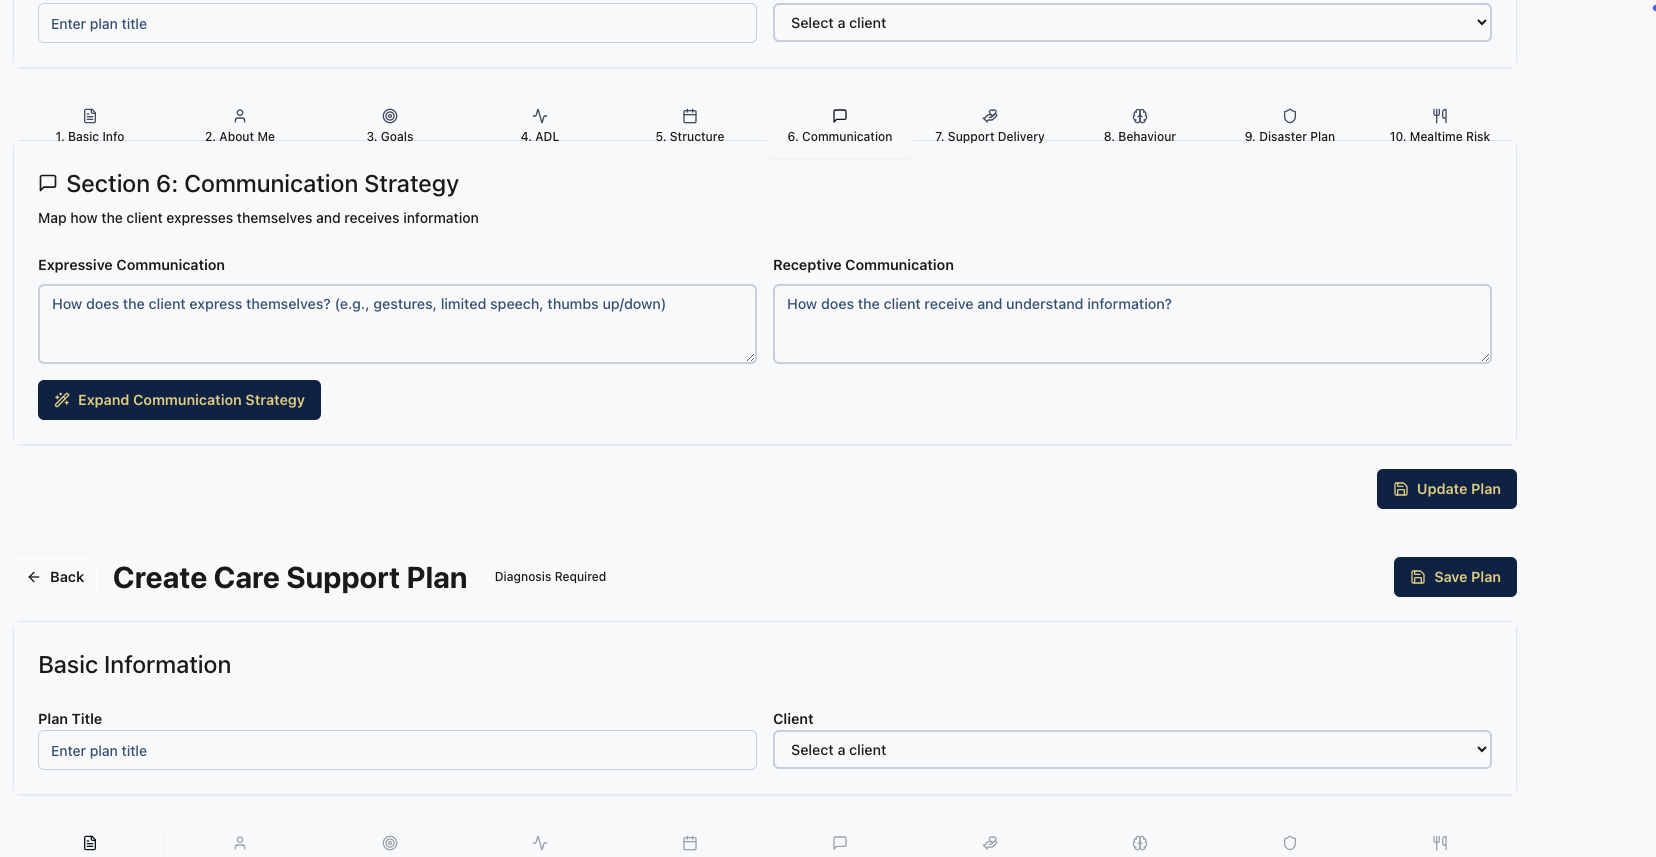 Enter plan title
Select a client
1. Basic Info
2. About Me
3. Goals
4. ADL
5. Structure
6. Communication
7. Support Delivery
8. Behaviour
9. Disaster Plan
10. Mealtime Risk
Section 6: Communication Strategy
Map how the client expresses themselves and receives information
Expressive Communication
Receptive Communication
How does the client express themselves? (e.g., gestures, limited speech, thumbs up/down)
How does the client receive and understand information?
Expand Communication Strategy
Update Plan
Back
Create Care Support Plan
Diagnosis Required
Save Plan
Basic Information
Plan Title
Client
Enter plan title
Select a client